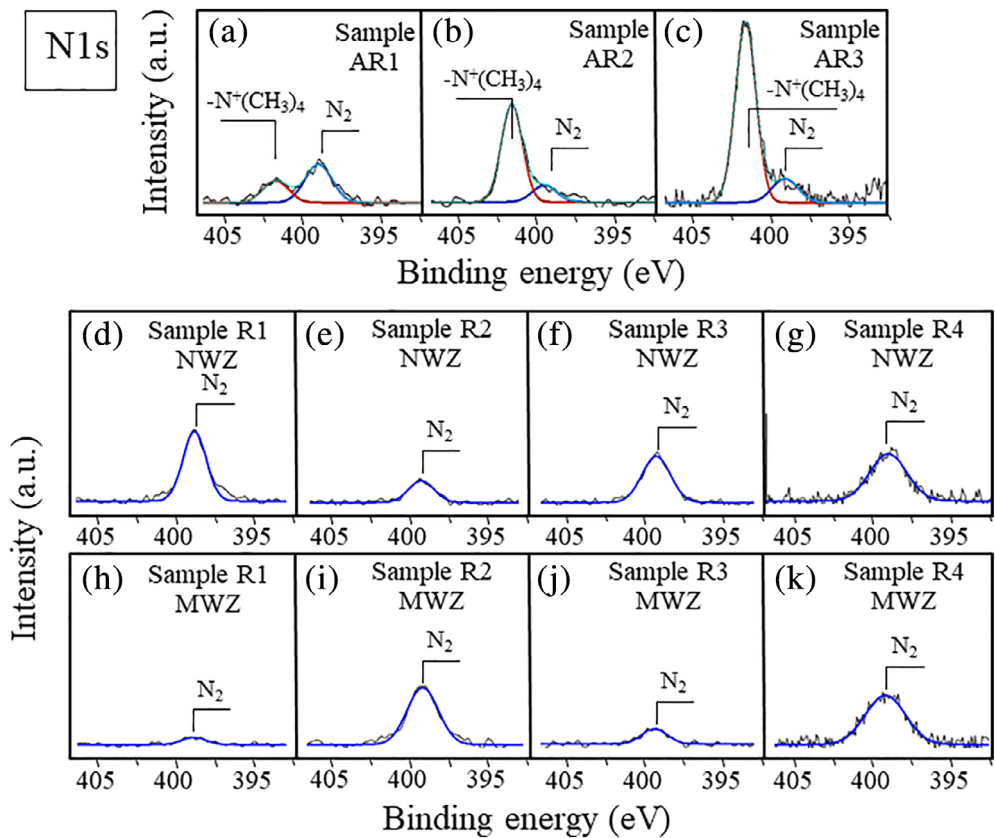 N1s
Intensity (a.u.)
(a)
Sample
AR1
-N⁺(CH₃)₄
N₂
(b)
Sample
AR2
-N⁺(CH₃)₄
N₂
(c)
Sample
AR3
-N⁺(CH₃)₄
N₂
405 400 395 405 400 395 405 400 395
Binding energy (eV)
Intensity (a.u.)
(d)
Sample R1
NWZ
N₂
(e)
Sample R2
NWZ
N₂
(f)
Sample R3
NWZ
N₂
(g)
Sample R4
NWZ
N₂
405 400 395 405 400 395 405 400 395 405 400 395
(h)
Sample R1
MWZ
N₂
(i)
Sample R2
MWZ
N₂
(j)
Sample R3
MWZ
N₂
(k)
Sample R4
MWZ
N₂
405 400 395 405 400 395 405 400 395 405 400 395
Binding energy (eV)